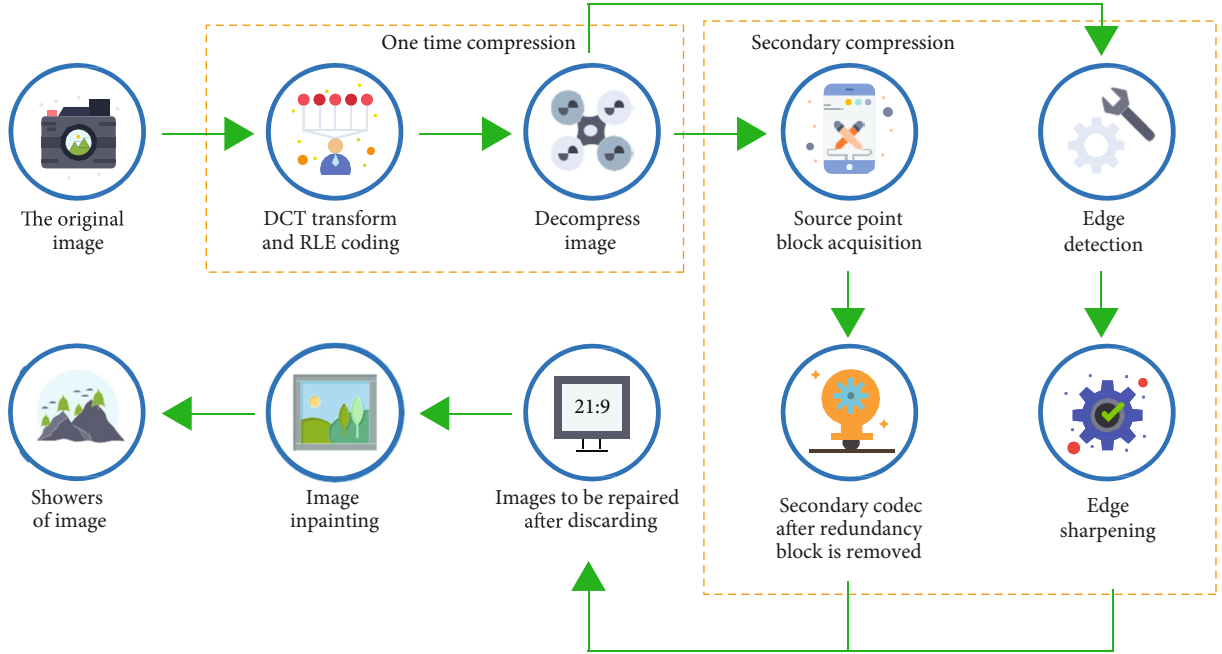 One time compression
Secondary compression
The original
image
DCT transform
and RLE coding
Decompress
image
Source point
block acquisition
Edge
detection
Showers
of image
Image
inpainting
21:9
Images to be repaired
after discarding
Secondary codec
after redundancy
block is removed
Edge
sharpening